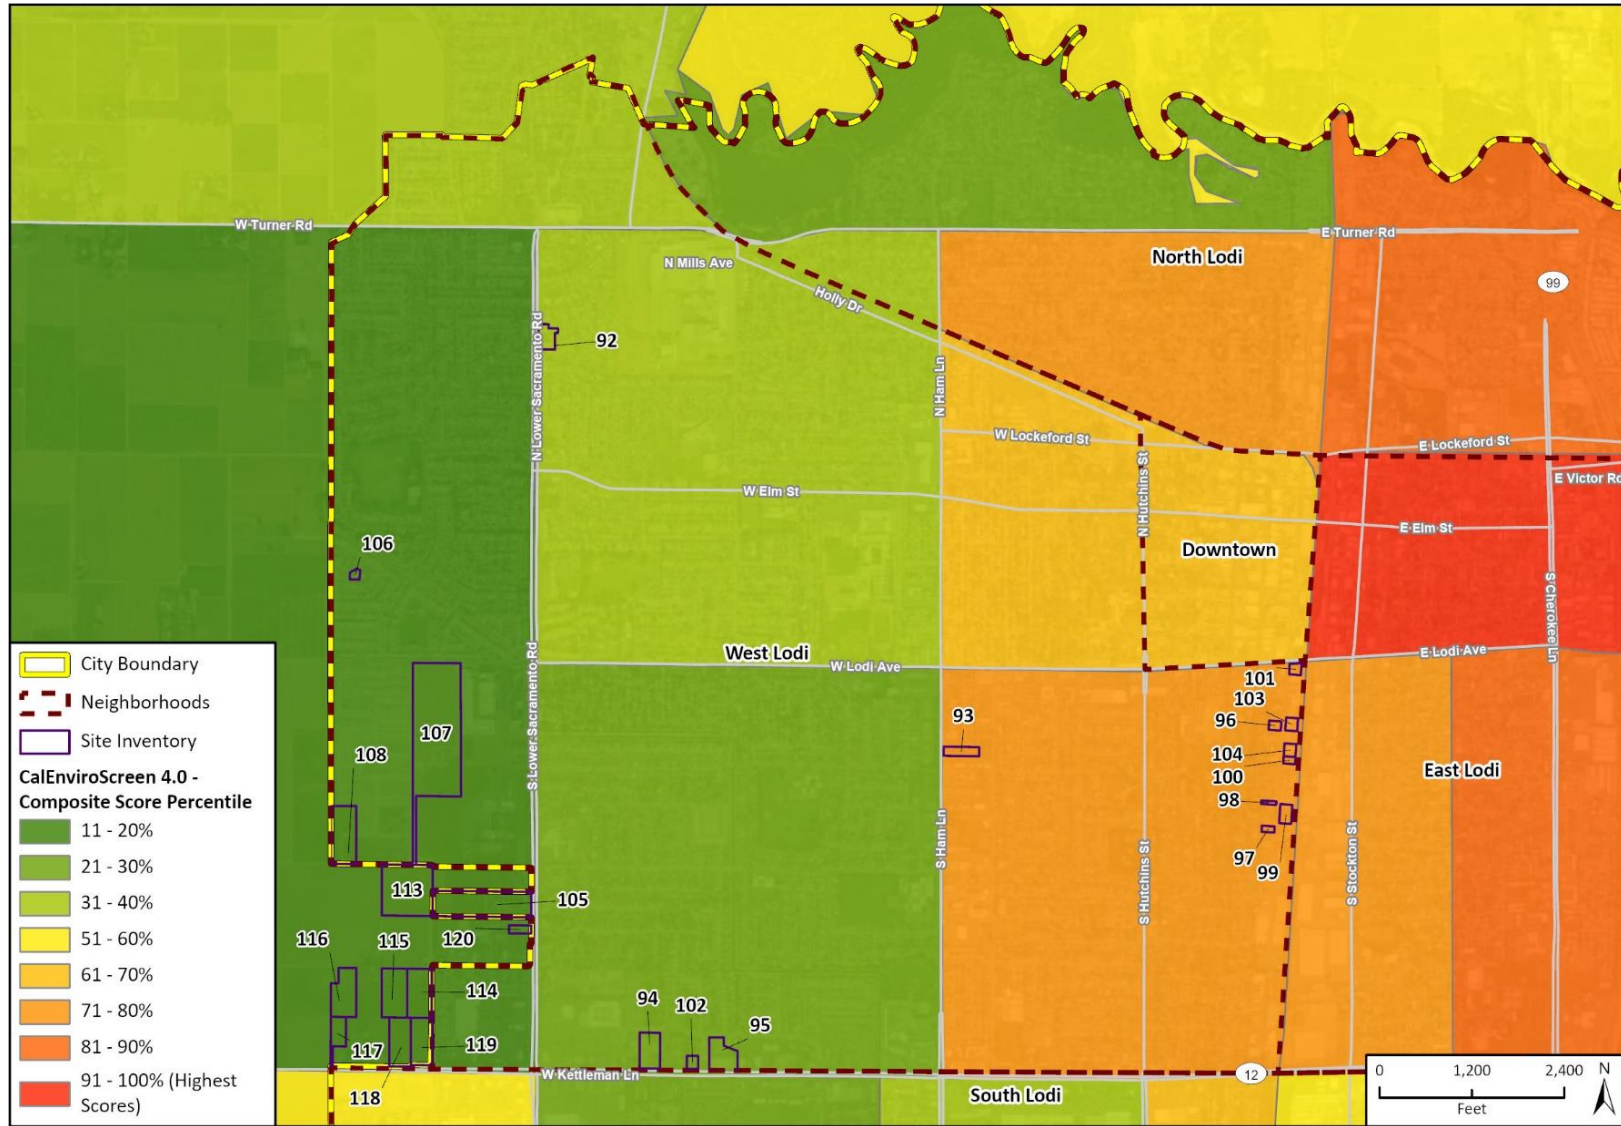 W Turner Rd
E Turner Rd
North Lodi
N Mills Ave
99
Holly Dr
N Lower Sacramento Rd
92
N Ham Ln
W Lockeford St
E Lockeford St
N Hutchins St
E Victor Rd
W Elm St
E Elm St
Downtown
106
S Cherokee Ln
West Lodi
W Lodi Ave
E Lodi Ave
S Lower Sacramento Rd
101
103
96
93
107
104
100
108
East Lodi
98
97
99
S Ham Ln
S Hutchins St
S Stockton St
113
105
116
115
120
114
94
102
95
117
119
118
W Kettleman Ln
12
South Lodi
City Boundary
Neighborhoods
Site Inventory
CalEnviroScreen 4.0 -
Composite Score Percentile
11 - 20%
21 - 30%
31 - 40%
51 - 60%
61 - 70%
71 - 80%
81 - 90%
91 - 100% (Highest
Scores)
0 1,200 2,400 N
Feet